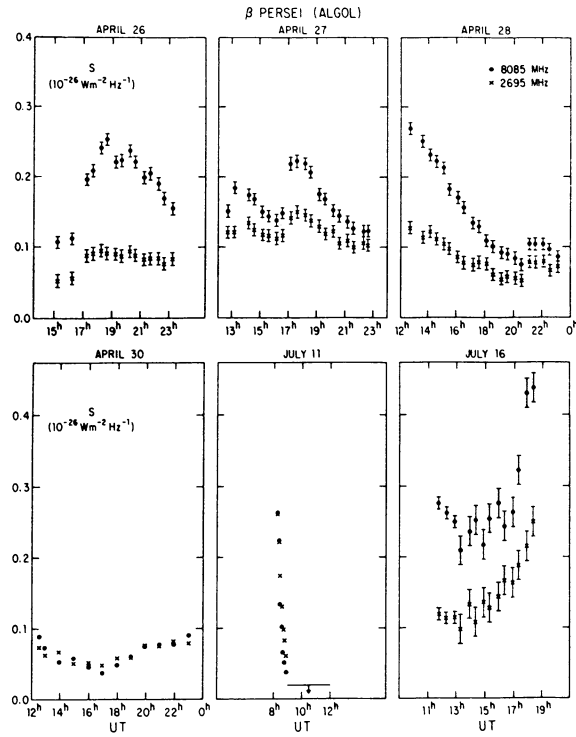 β PERSEI (ALGOL)
APRIL 26 APRIL 27 APRIL 28
0.4
S
(10⁻²⁶ Wm⁻² Hz⁻¹)
• 8085 MHz
× 2695 MHz
0.3
0.2
0.1
0.0
15ʰ 17ʰ 19ʰ 21ʰ 23ʰ 13ʰ 15ʰ 17ʰ 19ʰ 21ʰ 23ʰ 12ʰ 14ʰ 16ʰ 18ʰ 20ʰ 22ʰ 0ʰ
APRIL 30 JULY 11 JULY 16
S
(10⁻²⁶ Wm⁻² Hz⁻¹)
0.4
0.3
0.2
0.1
0.0
12ʰ 14ʰ 16ʰ 18ʰ 20ʰ 22ʰ 0ʰ 8ʰ 10ʰ 12ʰ 11ʰ 13ʰ 15ʰ 17ʰ 19ʰ
UT UT UT